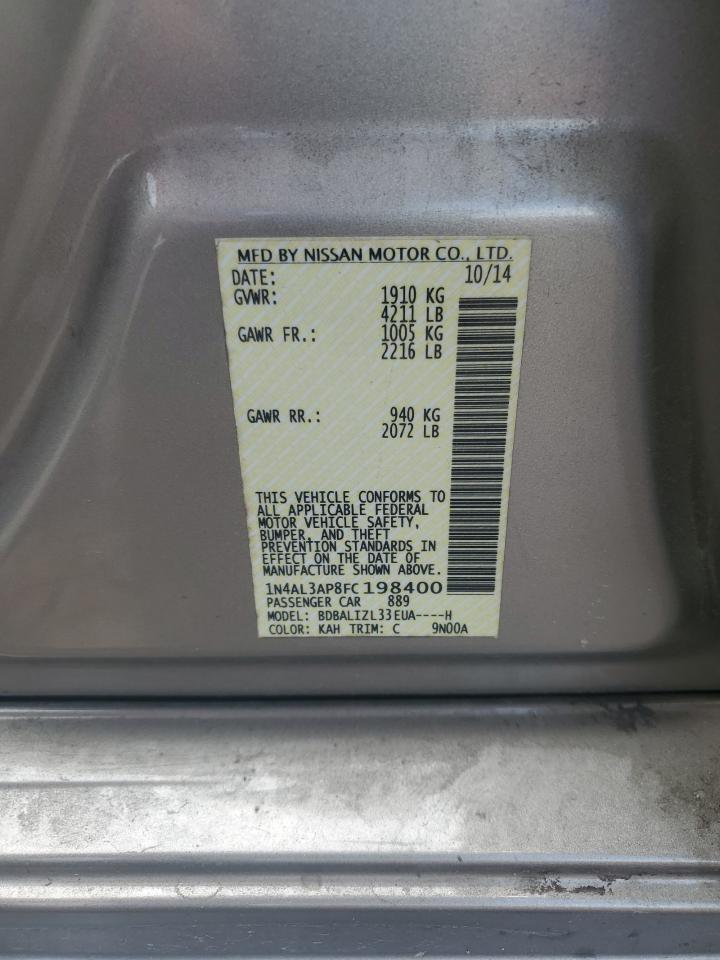 MFD BY NISSAN MOTOR CO., LTD.
DATE: 10/14
GVWR: 1910 KG
4211 LB
GAWR FR.: 1005 KG
2216 LB
GAWR RR.: 940 KG
2072 LB
THIS VEHICLE CONFORMS TO
ALL APPLICABLE FEDERAL
MOTOR VEHICLE SAFETY,
BUMPER, AND THEFT
PREVENTION STANDARDS IN
EFFECT ON THE DATE OF
MANUFACTURE SHOWN ABOVE.
1N4AL3AP8FC198400
PASSENGER CAR 889
MODEL: BDBALIZL33EUA----H
COLOR: KAH TRIM: C 9N00A